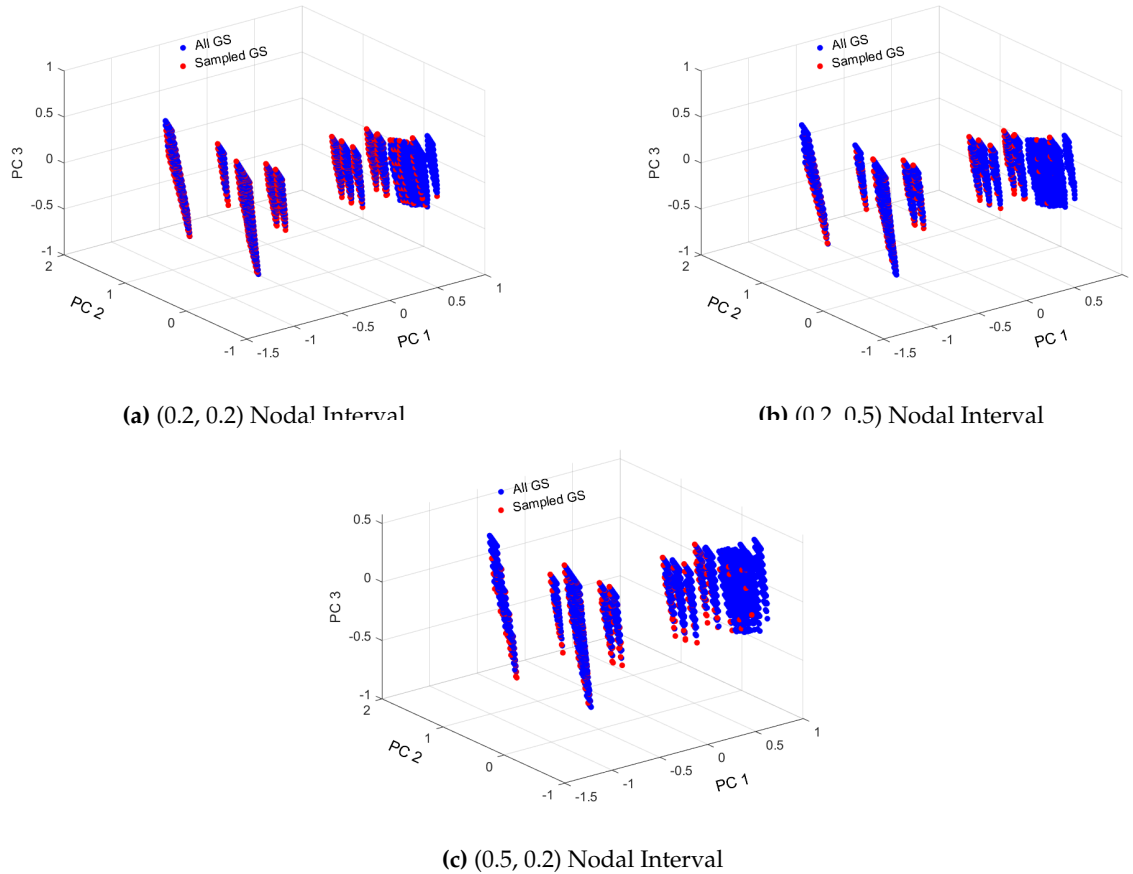 All GS
Sampled GS
1
0.5
0
-0.5
-1
PC 3
2
1
0
-1
PC 2
-1.5
-1
-0.5
0
0.5
1
PC 1
(a) (0.2, 0.2) Nodal Interval
All GS
Sampled GS
1
0.5
0
-0.5
-1
PC 3
2
1
0
-1
PC 2
-1.5
-1
-0.5
0
0.5
PC 1
(b) (0.2, 0.5) Nodal Interval
All GS
Sampled GS
0.5
0
-0.5
-1
PC 3
2
1
0
-1
PC 2
-1.5
-1
-0.5
0
0.5
1
PC 1
(c) (0.5, 0.2) Nodal Interval